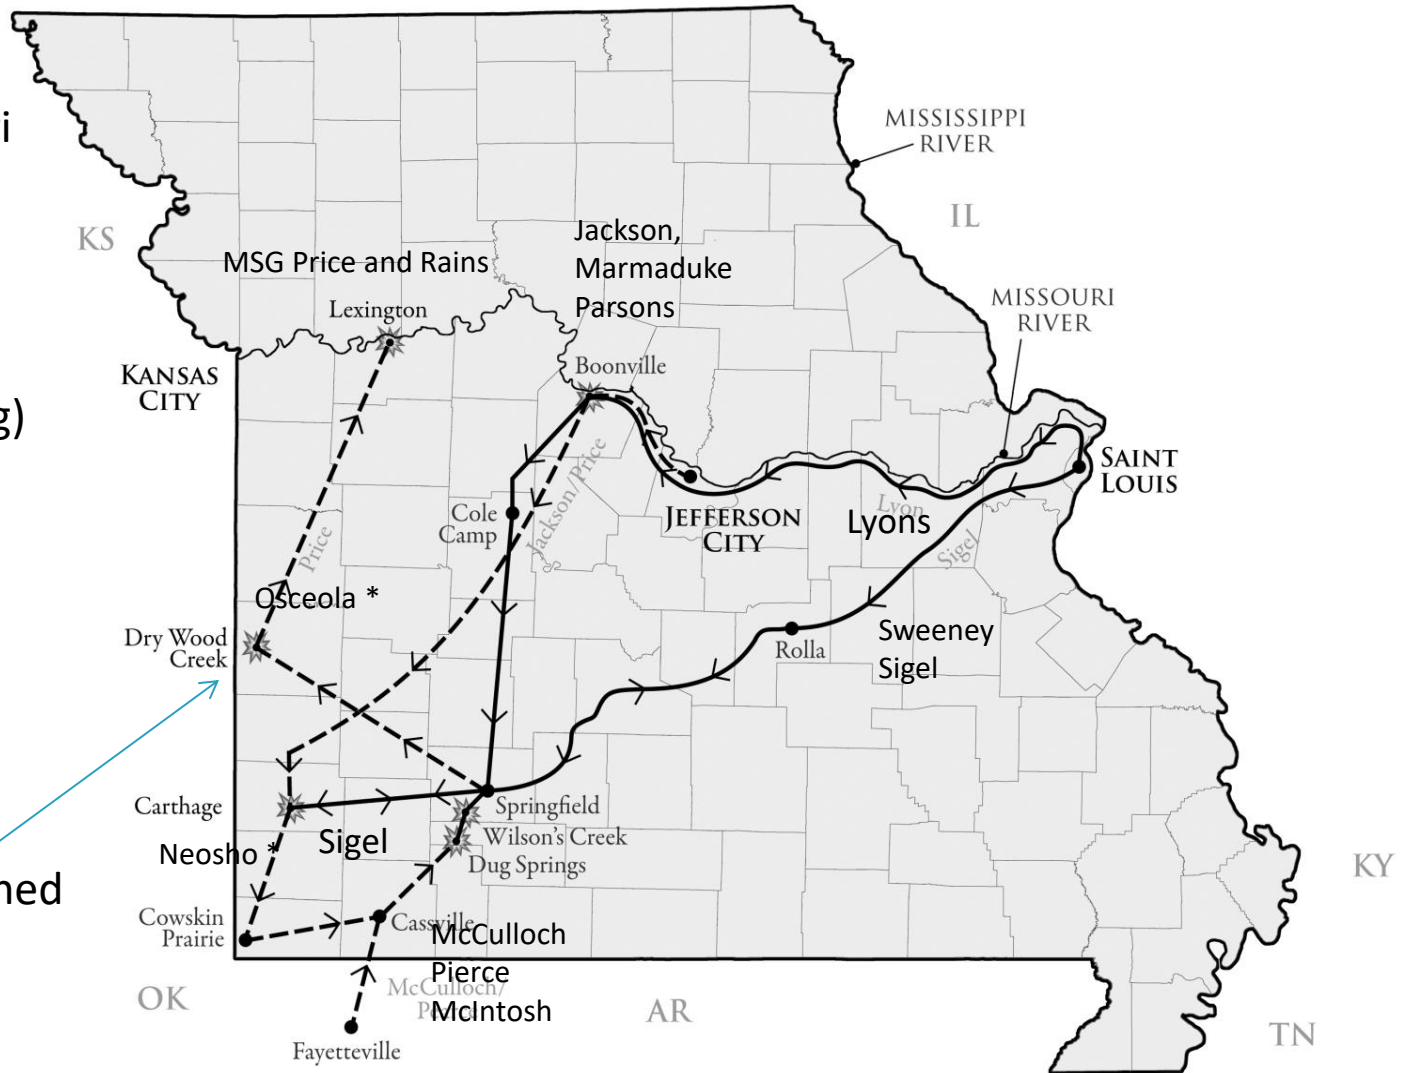 i
MISSISSIPPI
RIVER
IL
KS
Jackson,
Marmaduke
Parsons
MSG Price and Rains
MISSOURI
RIVER
Lexington
Boonville
KANSAS
CITY
g)
SAINT
LOUIS
Jackson/Price
Cole
Camp
JEFFERSON
CITY
Lyon
Lyons
Sigel
Price
Osceola *
Dry Wood
Creek
Rolla
Sweeney
Sigel
Carthage
Springfield
Wilson's Creek
Dug Springs
Sigel
Neosho *
ned
KY
Cowskin
Prairie
Cassville
McCulloch
Pierce
McIntosh
McCulloch/
OK
AR
TN
Fayetteville